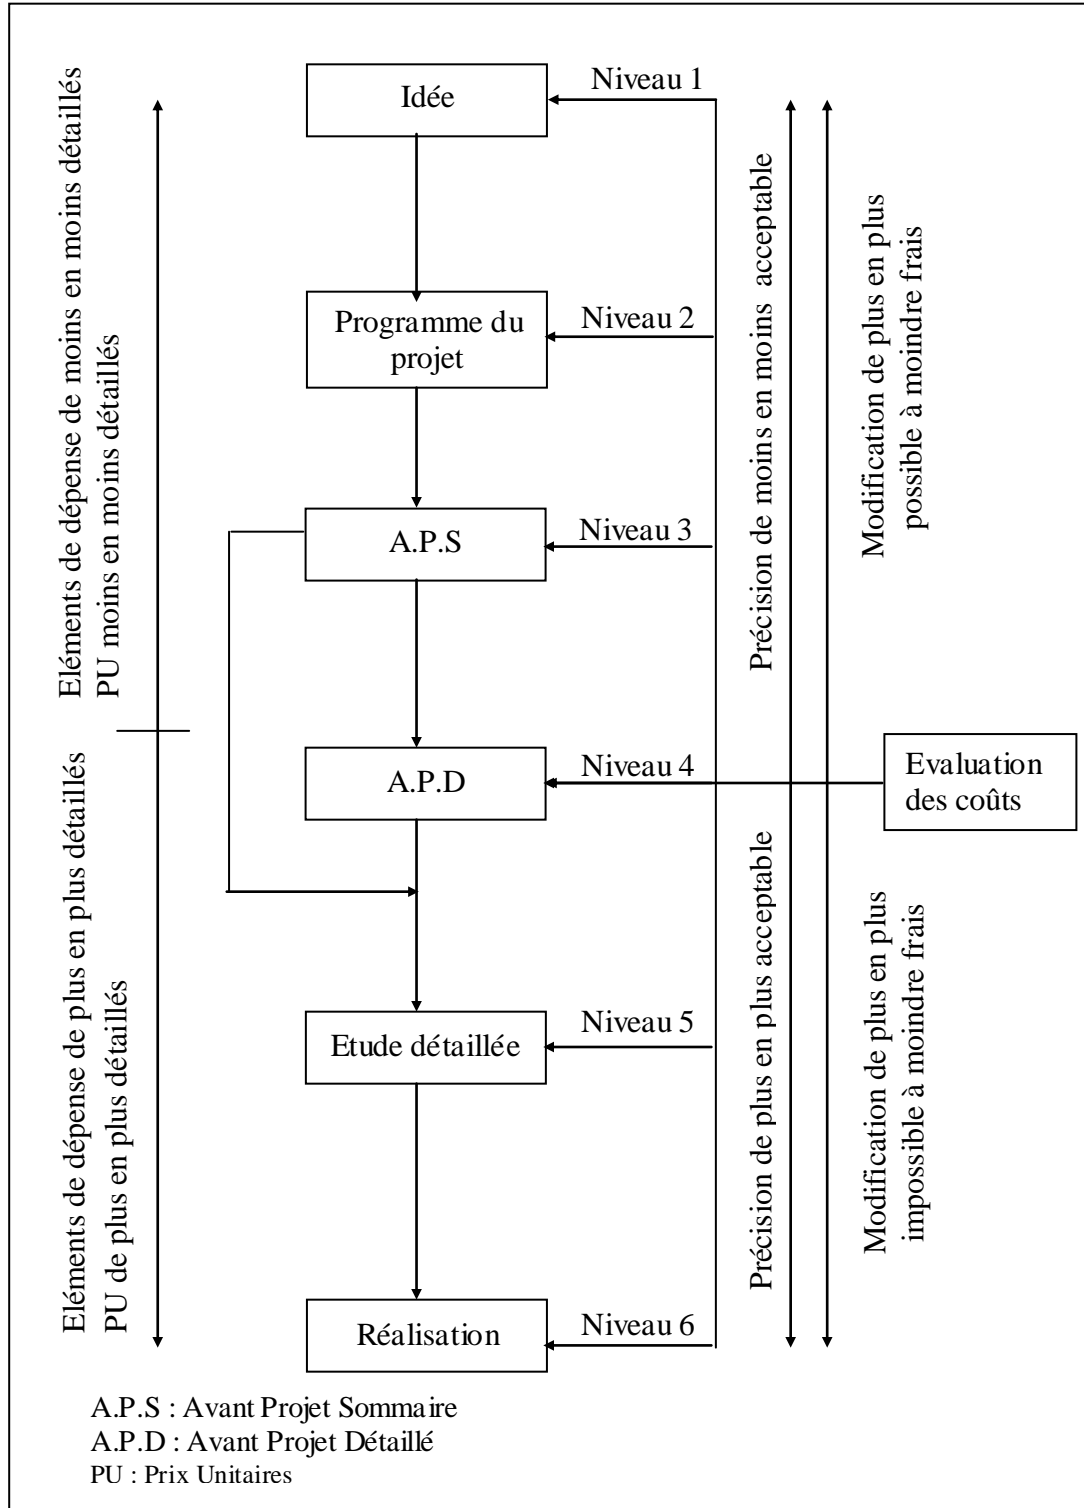 Niveau 1
Idée
Programme du
projet
Niveau 2
A.P.S
Niveau 3
A.P.D
Niveau 4
Evaluation
des coûts
Etude détaillée
Niveau 5
Réalisation
Niveau 6
Eléments de dépense de moins en moins détaillés
PU moins en moins détaillés
Eléments de dépense de plus en plus détaillés
PU de plus en plus détaillés
Précision de moins en moins acceptable
Précision de plus en plus acceptable
Modification de plus en plus
possible à moindre frais
Modification de plus en plus
impossible à moindre frais
A.P.S : Avant Projet Sommaire
A.P.D : Avant Projet Détaillé
PU : Prix Unitaires